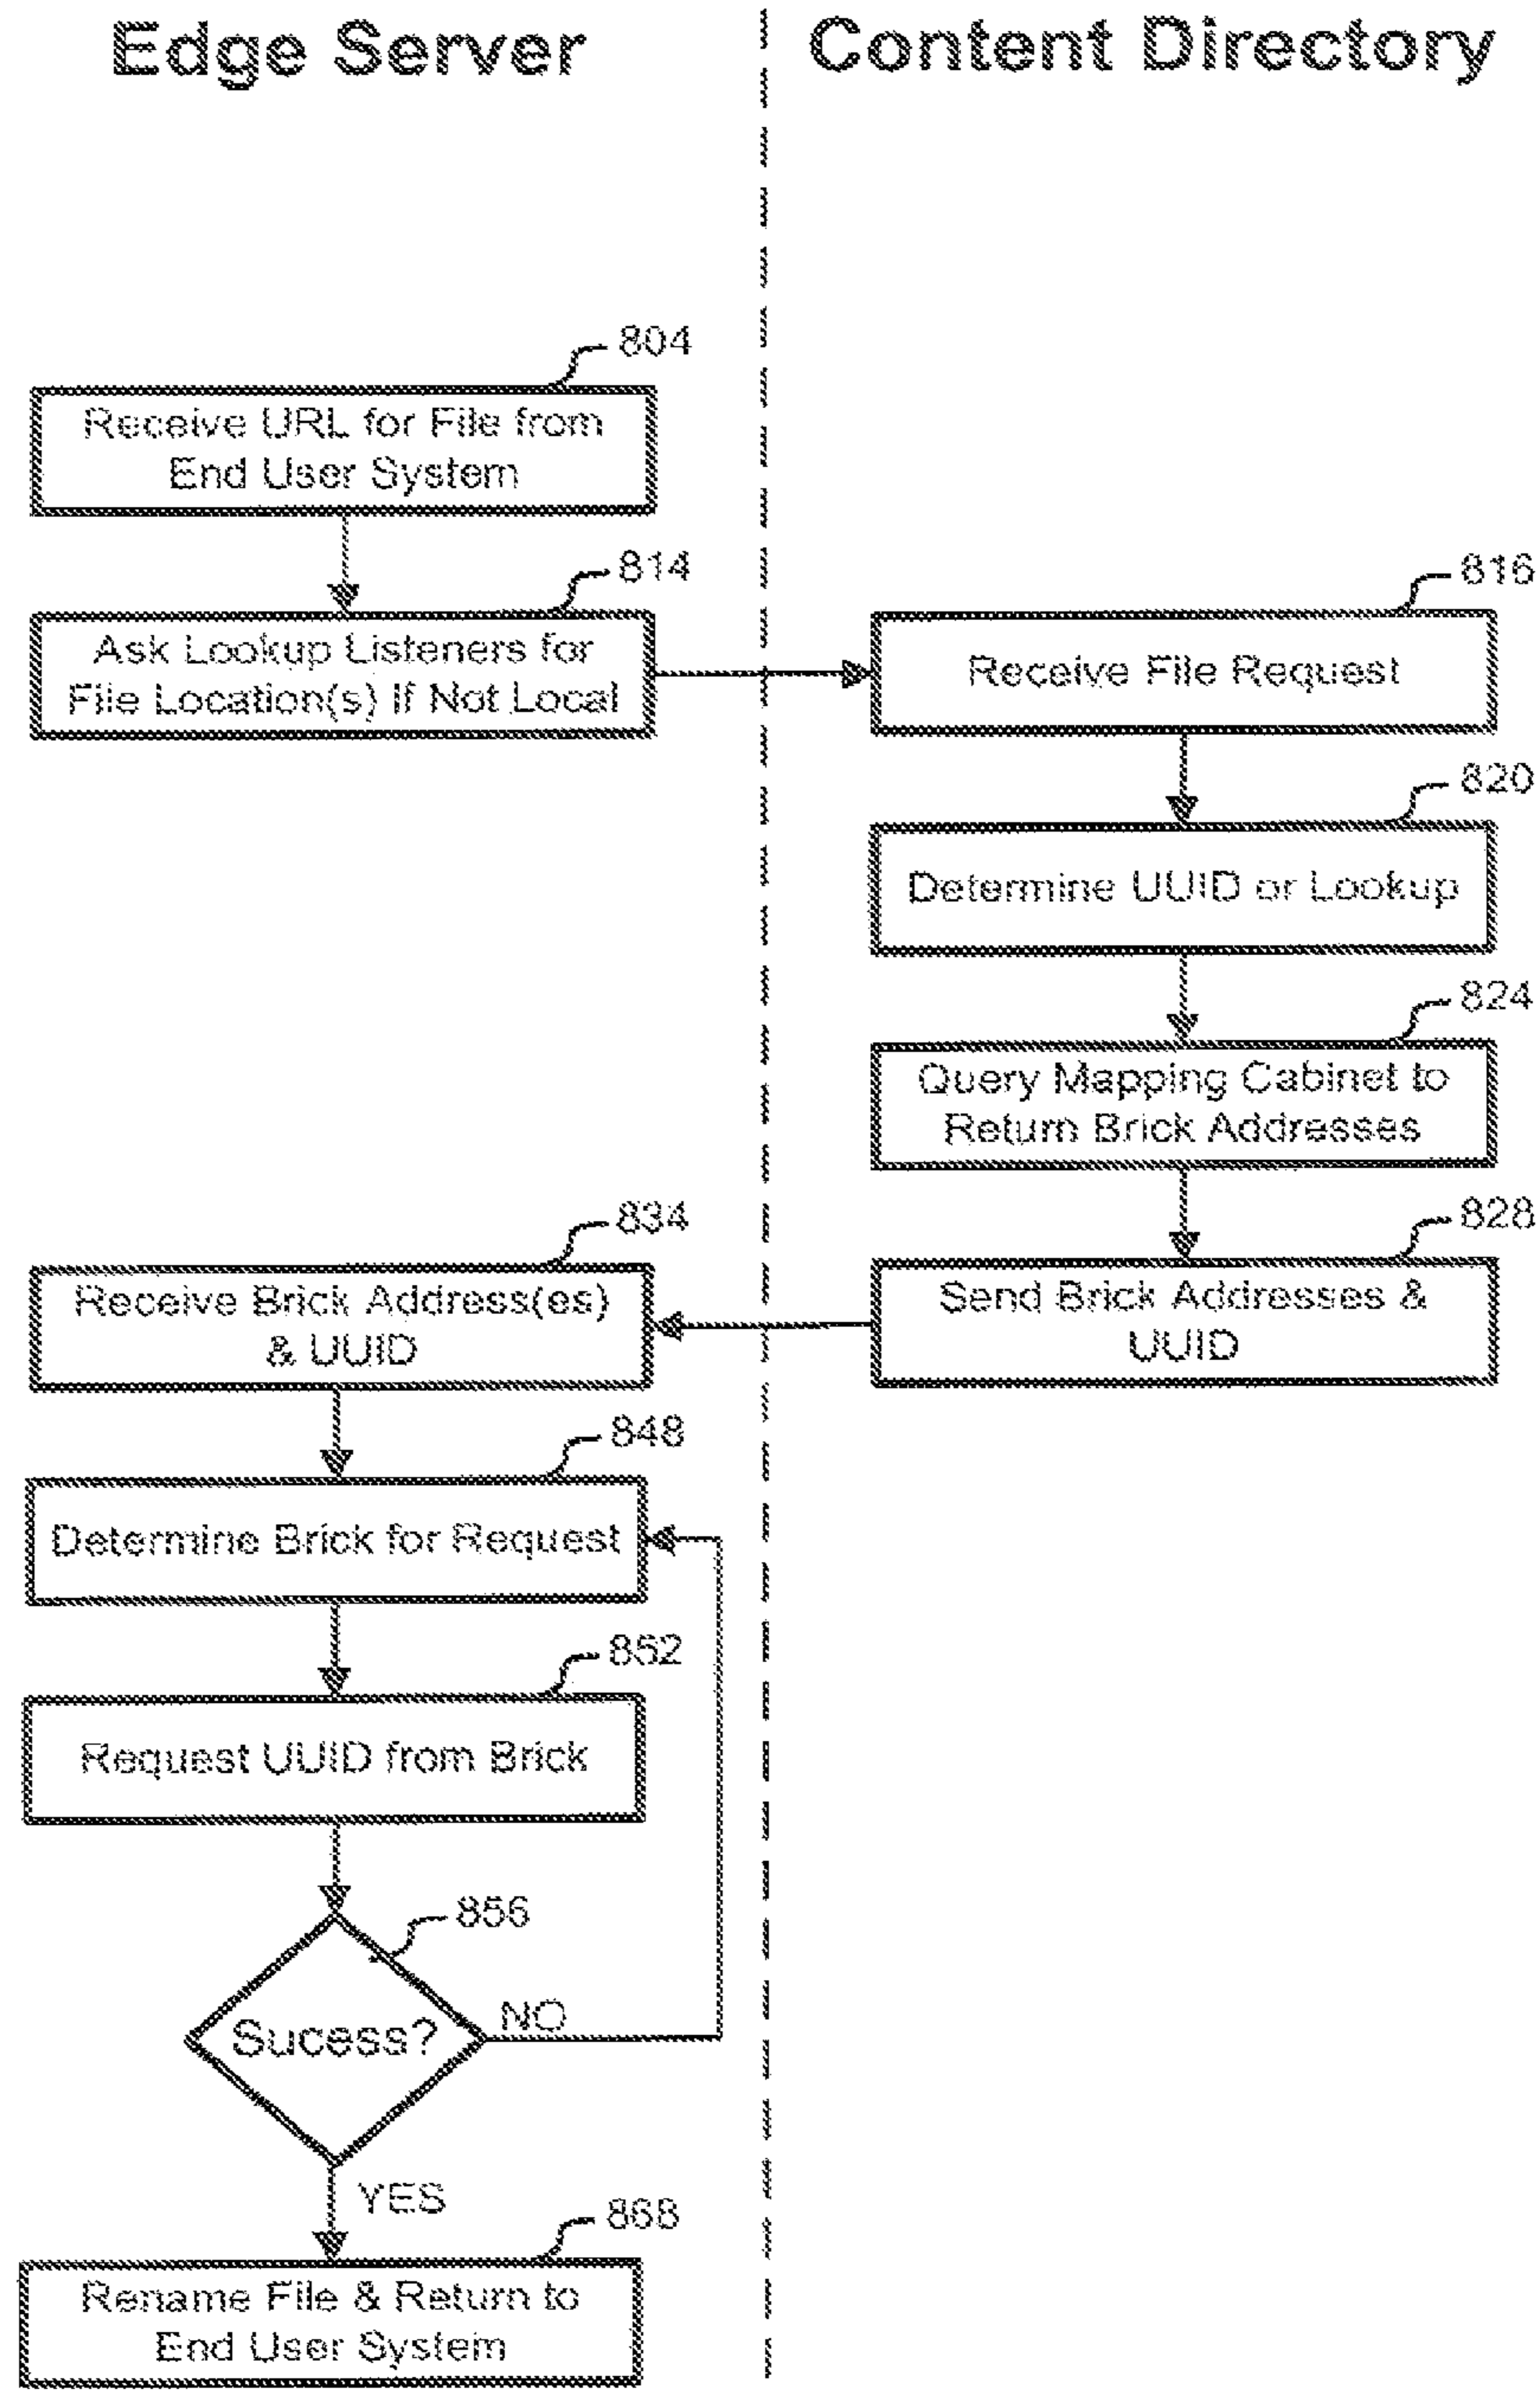 Edge Server
Content Directory
804
Receive URL for File from
End User System
814
Ask Lookup Listeners for
File Location(s) If Not Local
816
Receive File Request
820
Determine UUID or Lookup
824
Query Mapping Cabinet to
Return Brick Addresses
828
Send Brick Addresses &
UUID
834
Receive Brick Address(es)
& UUID
848
Determine Brick for Request
852
Request UUID from Brick
856
Sucess?
NO
YES
868
Rename File & Return to
End User System